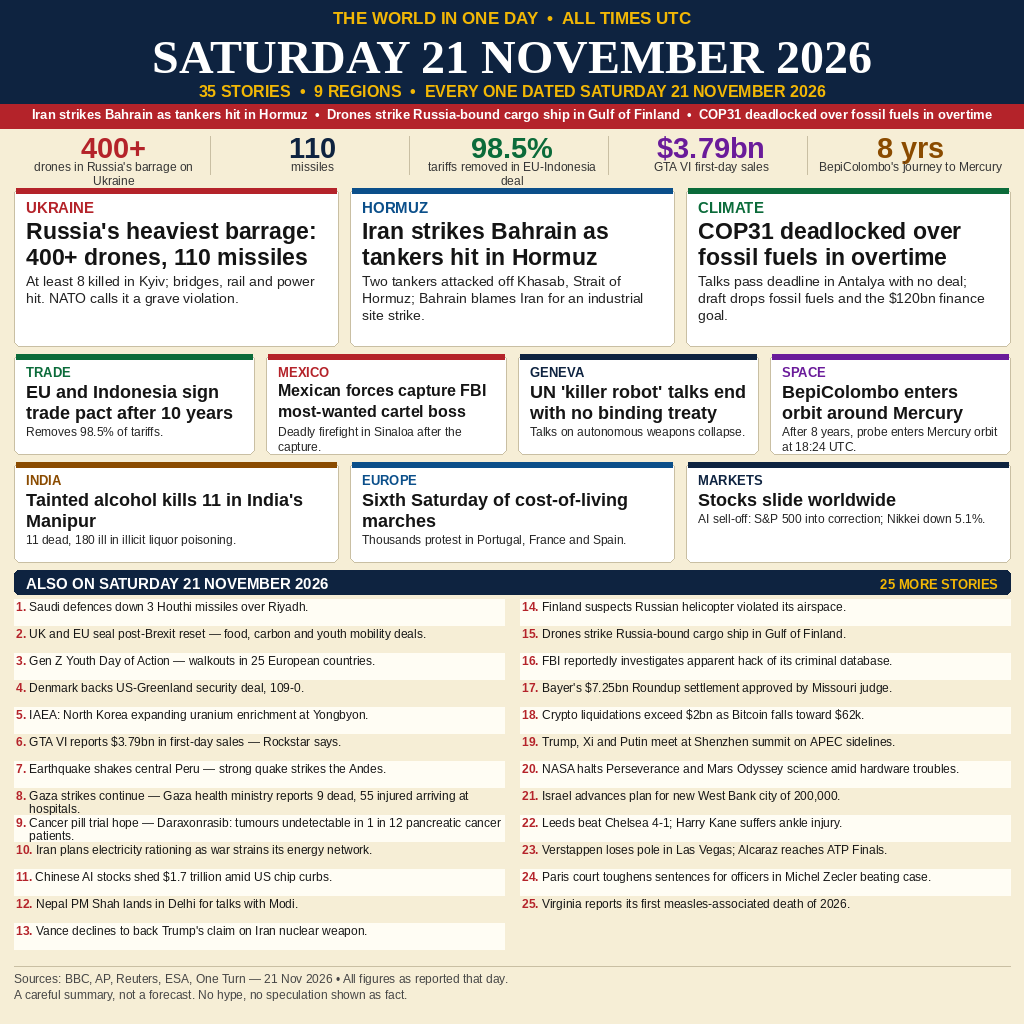 THE WORLD IN ONE DAY • ALL TIMES UTC
SATURDAY 21 NOVEMBER 2026
35 STORIES • 9 REGIONS • EVERY ONE DATED SATURDAY 21 NOVEMBER 2026
Iran strikes Bahrain as tankers hit in Hormuz • Drones strike Russia-bound cargo ship in Gulf of Finland • COP31 deadlocked over fossil fuels in overtime
400+
drones in Russia's barrage on
Ukraine
110
missiles
98.5%
tariffs removed in EU-Indonesia
deal
$3.79bn
GTA VI first-day sales
8 yrs
BepiColombo's journey to Mercury
UKRAINE
Russia's heaviest barrage:
400+ drones, 110 missiles
At least 8 killed in Kyiv; bridges, rail and power
hit. NATO calls it a grave violation.
HORMUZ
Iran strikes Bahrain as
tankers hit in Hormuz
Two tankers attacked off Khasab, Strait of
Hormuz; Bahrain blames Iran for an industrial
site strike.
CLIMATE
COP31 deadlocked over
fossil fuels in overtime
Talks pass deadline in Antalya with no deal;
draft drops fossil fuels and the $120bn finance
goal.
TRADE
EU and Indonesia sign
trade pact after 10 years
Removes 98.5% of tariffs.
MEXICO
Mexican forces capture FBI
most-wanted cartel boss
Deadly firefight in Sinaloa after the
capture.
GENEVA
UN 'killer robot' talks end
with no binding treaty
Talks on autonomous weapons collapse.
SPACE
BepiColombo enters
orbit around Mercury
After 8 years, probe enters Mercury orbit
at 18:24 UTC.
INDIA
Tainted alcohol kills 11 in India's
Manipur
11 dead, 180 ill in illicit liquor poisoning.
EUROPE
Sixth Saturday of cost-of-living
marches
Thousands protest in Portugal, France and Spain.
MARKETS
Stocks slide worldwide
AI sell-off: S&P 500 into correction; Nikkei down 5.1%.
ALSO ON SATURDAY 21 NOVEMBER 2026
25 MORE STORIES
1. Saudi defences down 3 Houthi missiles over Riyadh.
2. UK and EU seal post-Brexit reset — food, carbon and youth mobility deals.
3. Gen Z Youth Day of Action — walkouts in 25 European countries.
4. Denmark backs US-Greenland security deal, 109-0.
5. IAEA: North Korea expanding uranium enrichment at Yongbyon.
6. GTA VI reports $3.79bn in first-day sales — Rockstar says.
7. Earthquake shakes central Peru — strong quake strikes the Andes.
8. Gaza strikes continue — Gaza health ministry reports 9 dead, 55 injured arriving at
hospitals.
9. Cancer pill trial hope — Daraxonrasib: tumours undetectable in 1 in 12 pancreatic cancer
patients.
10. Iran plans electricity rationing as war strains its energy network.
11. Chinese AI stocks shed $1.7 trillion amid US chip curbs.
12. Nepal PM Shah lands in Delhi for talks with Modi.
13. Vance declines to back Trump's claim on Iran nuclear weapon.
14. Finland suspects Russian helicopter violated its airspace.
15. Drones strike Russia-bound cargo ship in Gulf of Finland.
16. FBI reportedly investigates apparent hack of its criminal database.
17. Bayer's $7.25bn Roundup settlement approved by Missouri judge.
18. Crypto liquidations exceed $2bn as Bitcoin falls toward $62k.
19. Trump, Xi and Putin meet at Shenzhen summit on APEC sidelines.
20. NASA halts Perseverance and Mars Odyssey science amid hardware troubles.
21. Israel advances plan for new West Bank city of 200,000.
22. Leeds beat Chelsea 4-1; Harry Kane suffers ankle injury.
23. Verstappen loses pole in Las Vegas; Alcaraz reaches ATP Finals.
24. Paris court toughens sentences for officers in Michel Zecler beating case.
25. Virginia reports its first measles-associated death of 2026.
Sources: BBC, AP, Reuters, ESA, One Turn — 21 Nov 2026 • All figures as reported that day.
A careful summary, not a forecast. No hype, no speculation shown as fact.